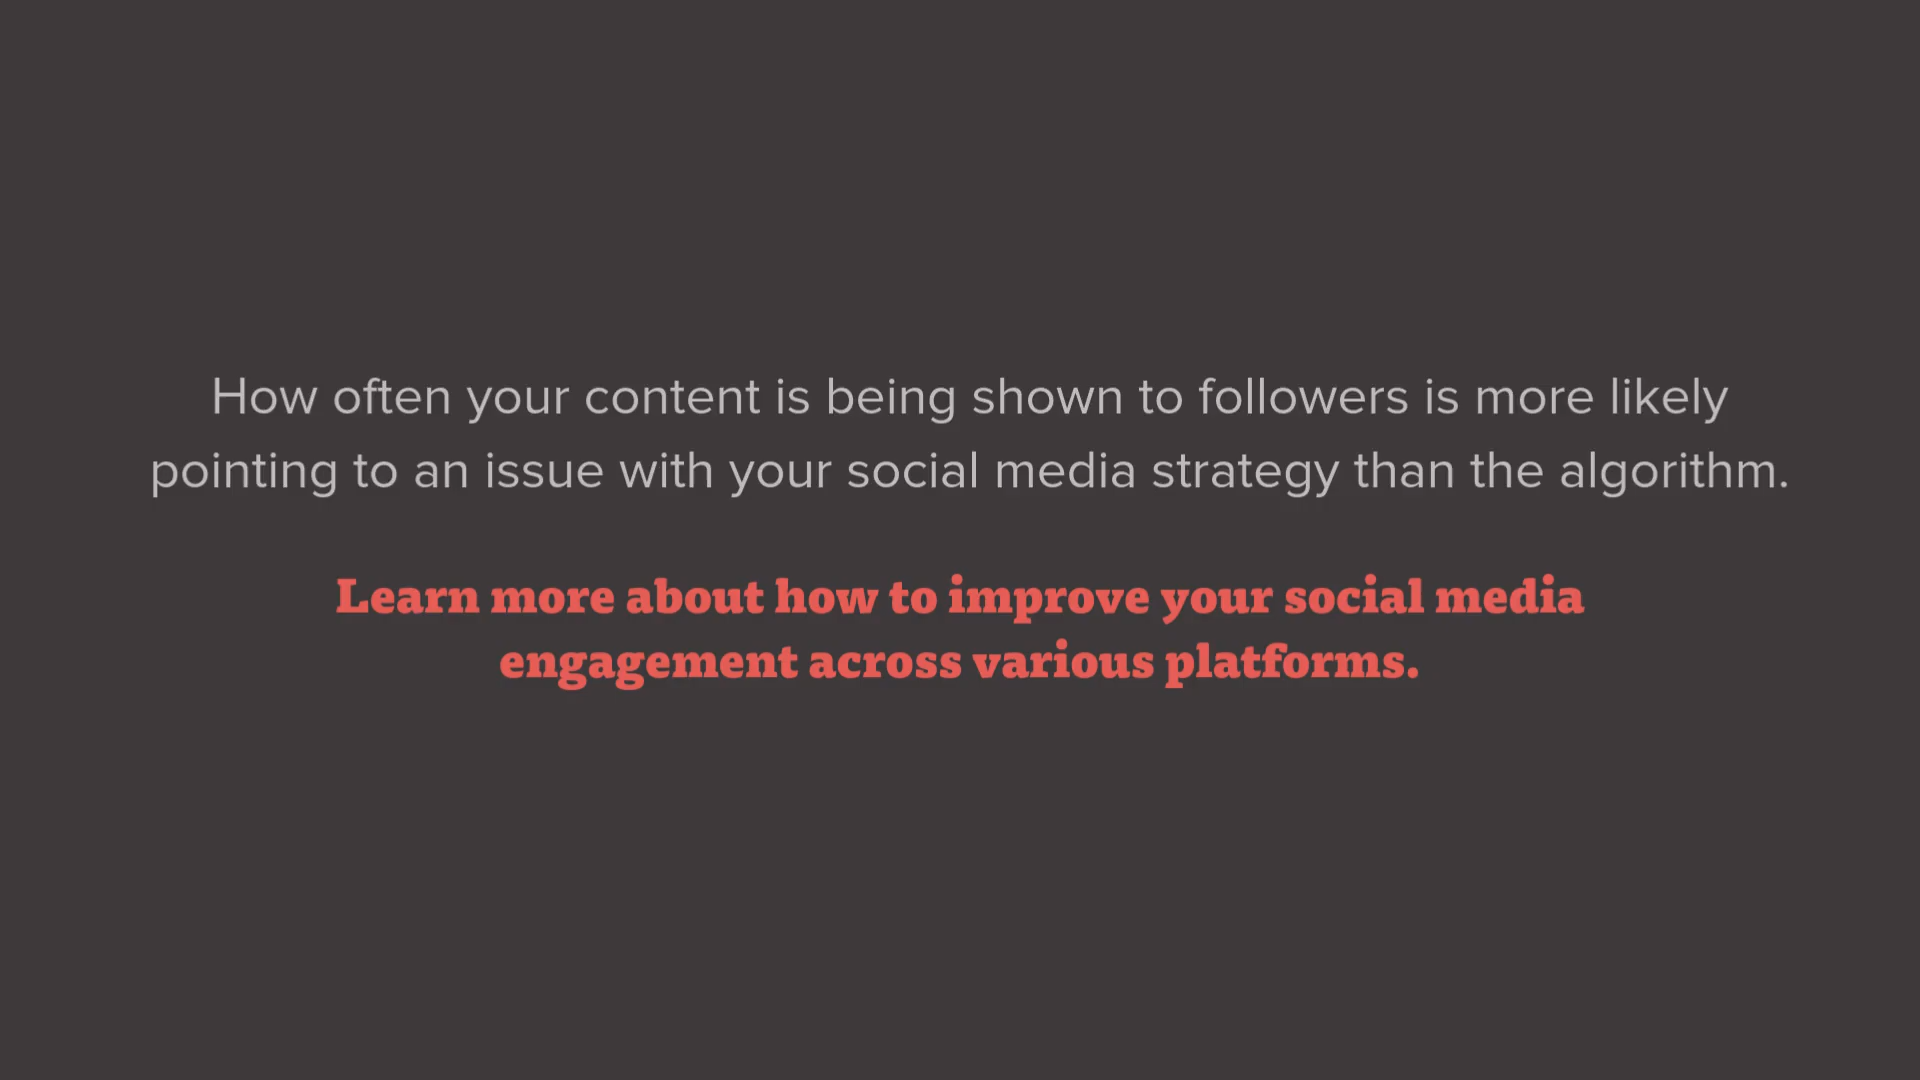 How often your content is being shown to followers is more likely
pointing to an issue with your social media strategy than the algorithm.
Learn more about how to improve your social media
engagement across various platforms.